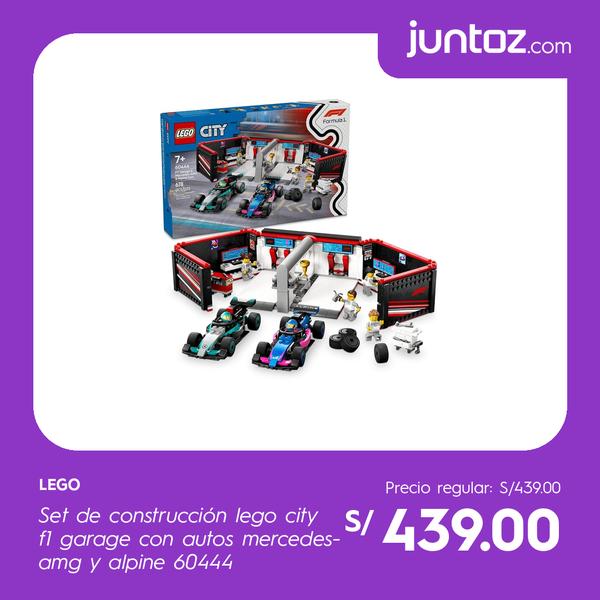 juntoz.com
LEGO CITY
Formula 1
7+
60444
LEGO
Precio regular: S/439.00
Set de construcción lego city
f1 garage con autos mercedes-
amg y alpine 60444
S/ 439.00